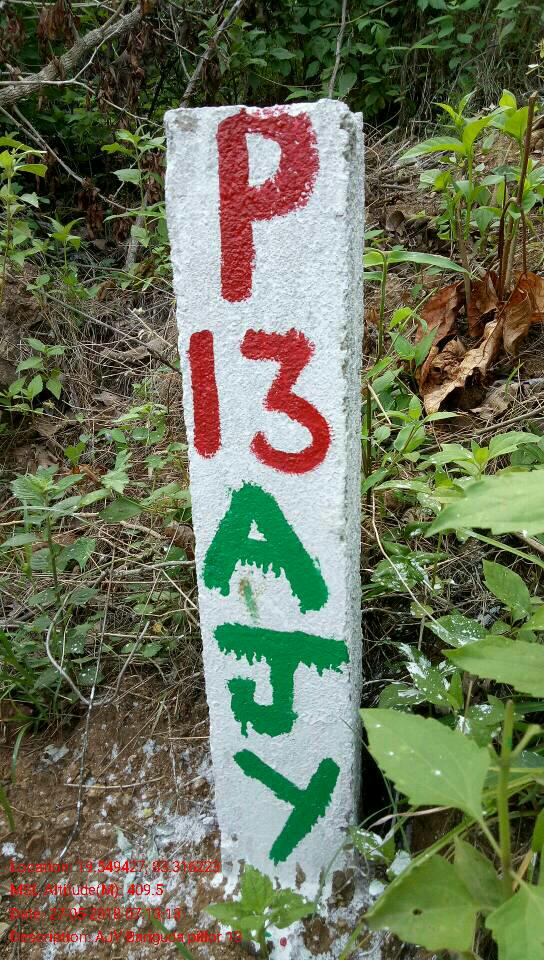 P
13
A
J
Y
Location: 19.549427, 83.316223
MSL Altitude(M): 409.5
Date: 27-05-2018 07:13:13
Description: AJY Banguda pillar 13